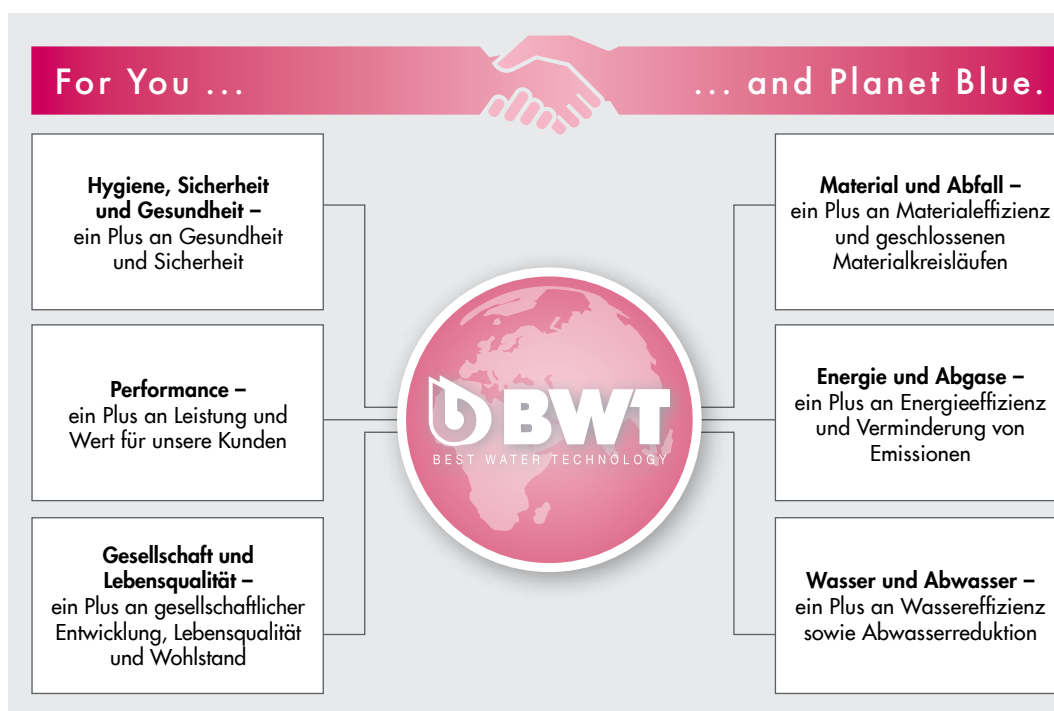 For You ...
... and Planet Blue.
Hygiene, Sicherheit
und Gesundheit –
ein Plus an Gesundheit
und Sicherheit
Performance –
ein Plus an Leistung und
Wert für unsere Kunden
Gesellschaft und
Lebensqualität –
ein Plus an gesellschaftlicher
Entwicklung, Lebensqualität
und Wohlstand
BWT
BEST WATER TECHNOLOGY
Material und Abfall –
ein Plus an Materialeffizienz
und geschlossenen
Materialkreisläufen
Energie und Abgase –
ein Plus an Energieeffizienz
und Verminderung von
Emissionen
Wasser und Abwasser –
ein Plus an Wassereffizienz
sowie Abwasserreduktion